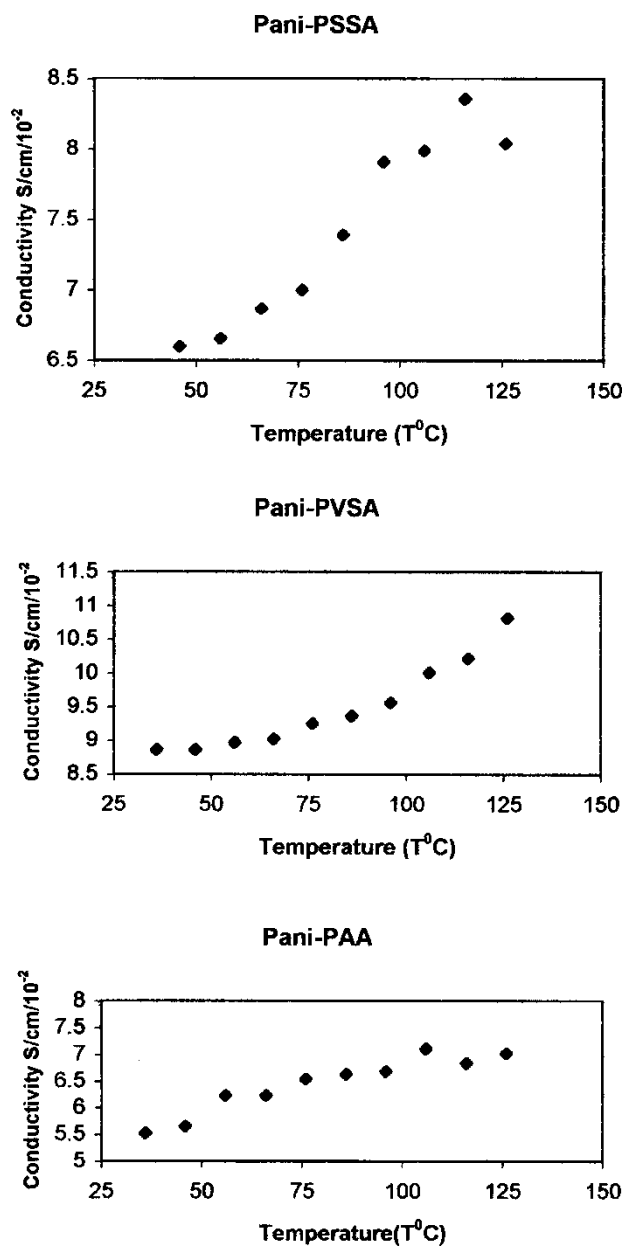 Pani-PSSA
Conductivity S/cm/10⁻²
8.5
8
7.5
7
6.5
25 50 75 100 125 150
Temperature (T⁰C)
Pani-PVSA
Conductivity S/cm/10⁻²
11.5
11
10.5
10
9.5
9
8.5
25 50 75 100 125 150
Temperature (T⁰C)
Pani-PAA
Conductivity S/cm/10⁻²
8
7.5
7
6.5
6
5.5
5
25 50 75 100 125 150
Temperature(T⁰C)